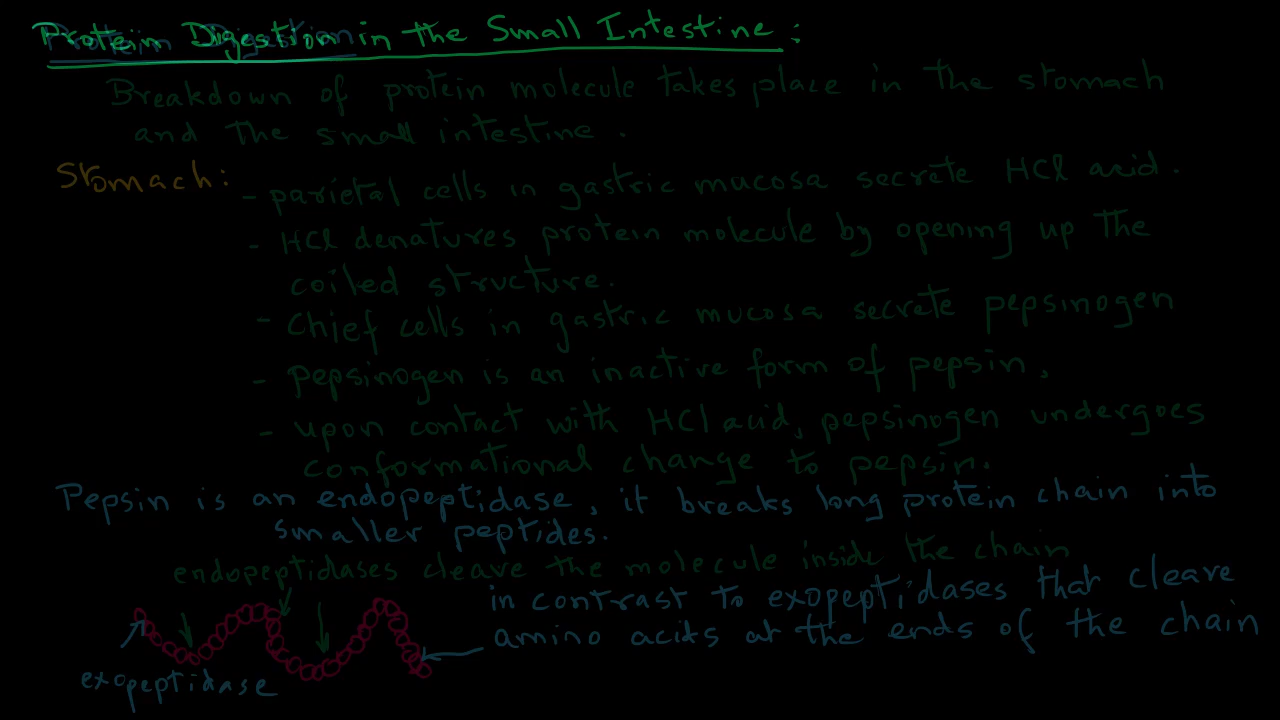 Protein Digestion in the Small Intestine :
Breakdown of protein molecule takes place in the stomach
and the small intestine .
Stomach:
- parietal cells in gastric mucosa secrete HCl acid .
- HCl denatures protein molecule by opening up the
coiled structure.
- Chief cells in gastric mucosa secrete pepsinogen
- Pepsinogen is an inactive form of pepsin.
- upon contact with HCl acid, pepsinogen undergoes
conformational change to pepsin.
Pepsin is an endopeptidase, it breaks long protein chain into
smaller peptides.
endopeptidases cleave the molecule inside the chain
in contrast to exopeptidases that cleave
amino acids at the ends of the chain
exopeptidase